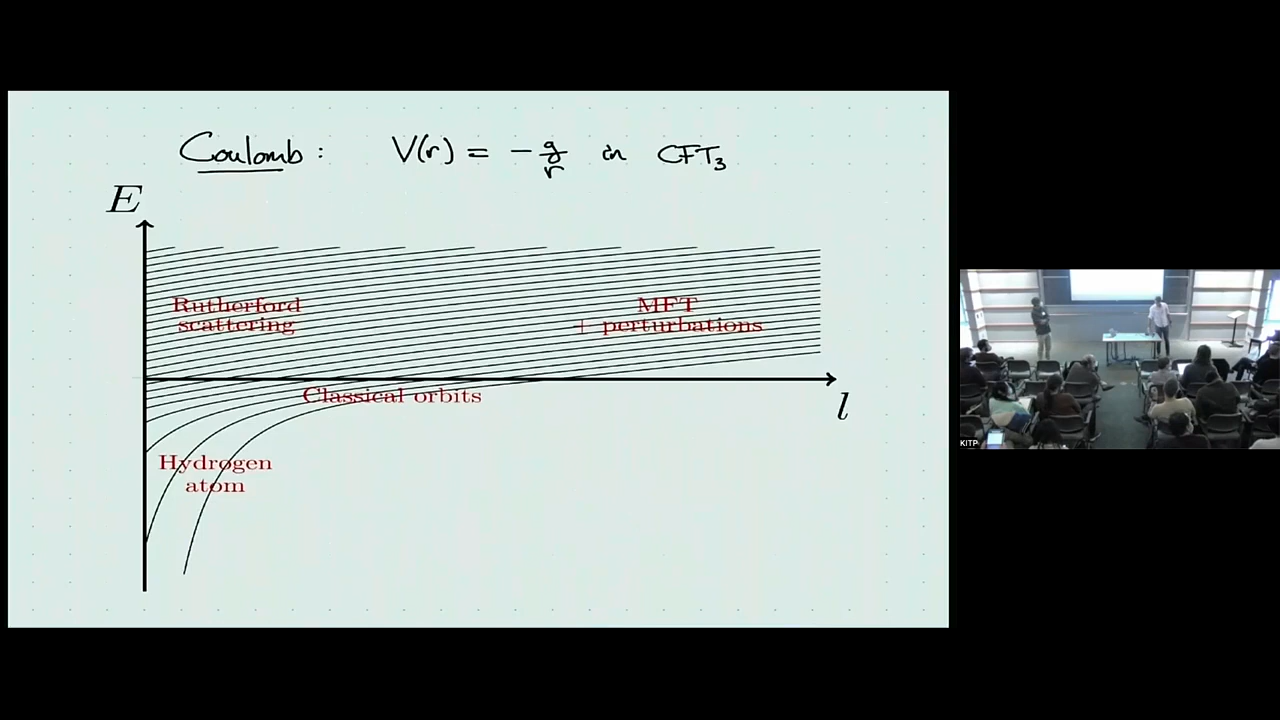 Coulomb: V(r) = -g/r in CFT₃
E
Rutherford
scattering
MFT
+ perturbations
Classical orbits
l
Hydrogen
atom
KITP